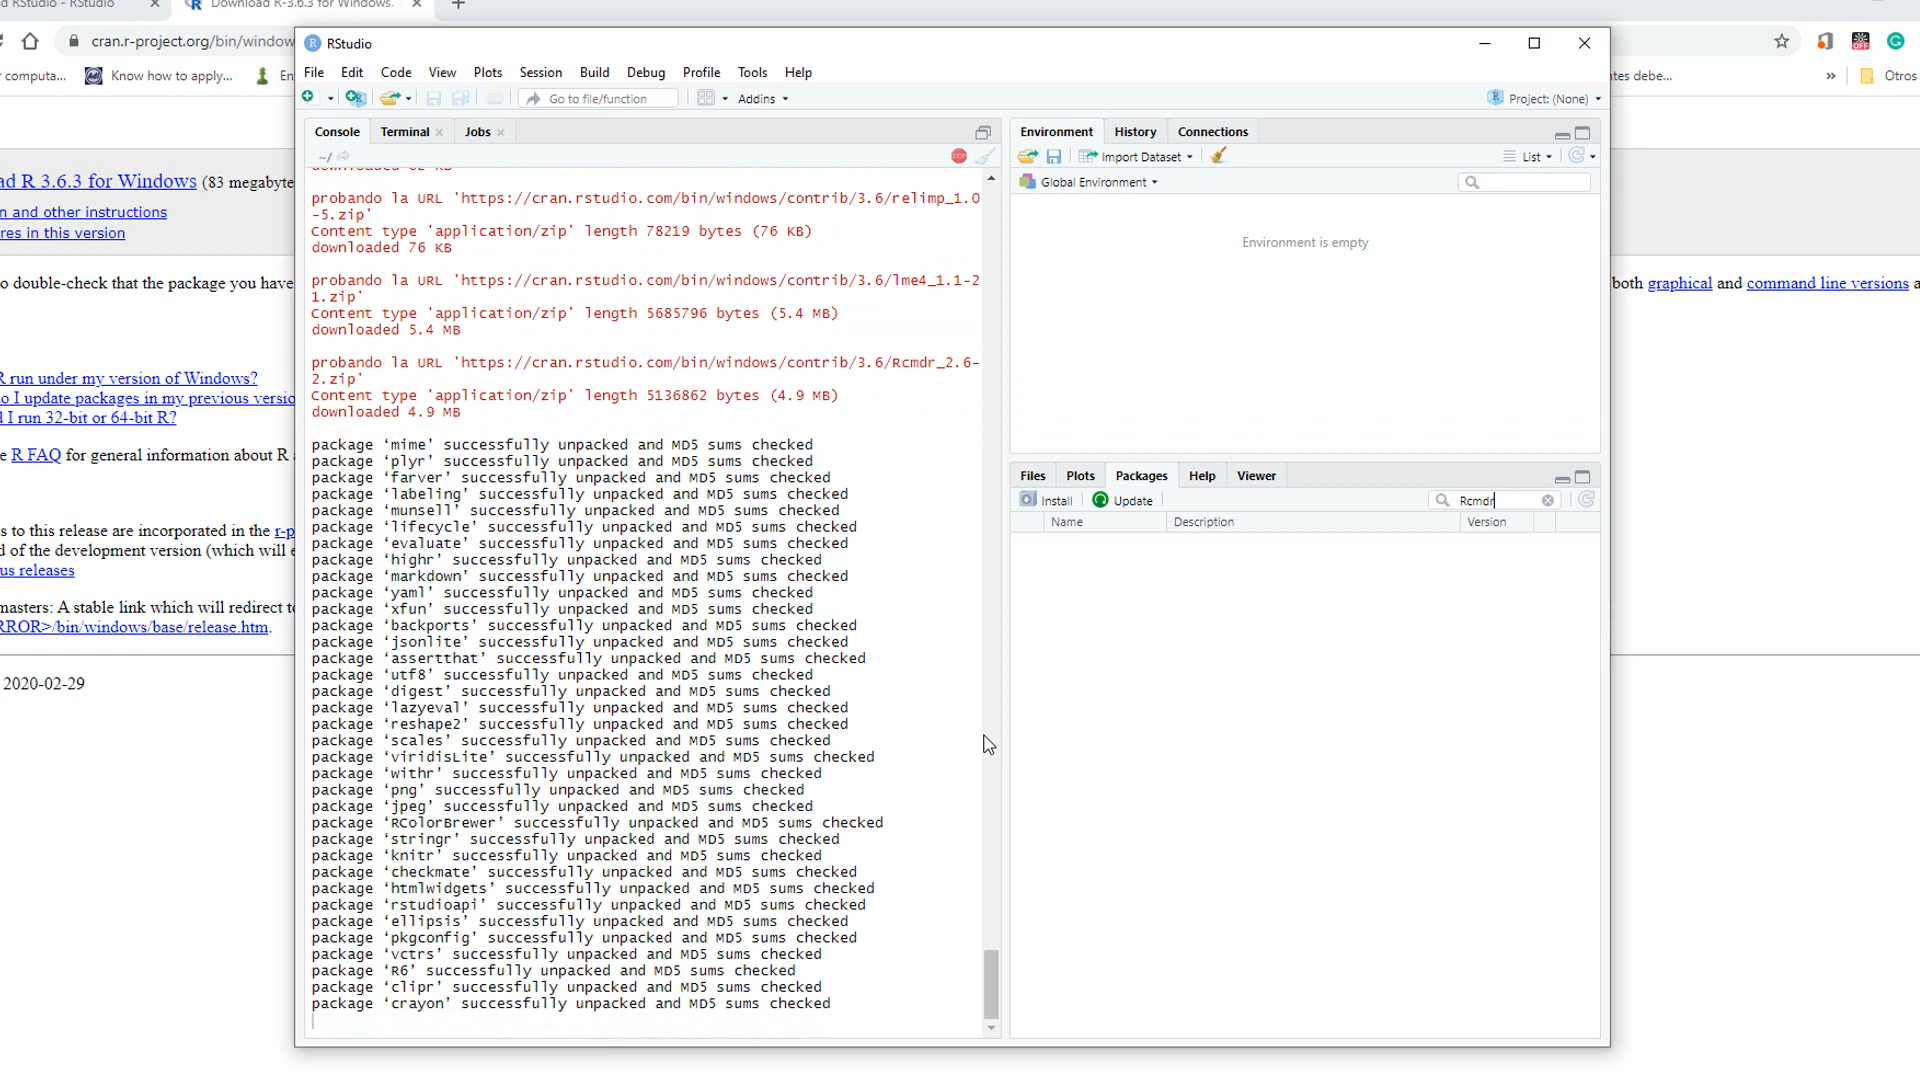 d RStudio - RStudio
Download R-3.6.3 for Windows.
cran.r-project.org/bin/window
r computa...
Know how to apply...
En
ites debe...
»
Otros
RStudio
File Edit Code View Plots Session Build Debug Profile Tools Help
Go to file/function
Addins
Project: (None)
Console Terminal Jobs
~/
downloaded 62 KB
probando la URL 'https://cran.rstudio.com/bin/windows/contrib/3.6/relimp_1.0
-5.zip'
Content type 'application/zip' length 78219 bytes (76 KB)
downloaded 76 KB
probando la URL 'https://cran.rstudio.com/bin/windows/contrib/3.6/lme4_1.1-2
1.zip'
Content type 'application/zip' length 5685796 bytes (5.4 MB)
downloaded 5.4 MB
probando la URL 'https://cran.rstudio.com/bin/windows/contrib/3.6/Rcmdr_2.6-
2.zip'
Content type 'application/zip' length 5136862 bytes (4.9 MB)
downloaded 4.9 MB
package ‘mime’ successfully unpacked and MD5 sums checked
package ‘plyr’ successfully unpacked and MD5 sums checked
package ‘farver’ successfully unpacked and MD5 sums checked
package ‘labeling’ successfully unpacked and MD5 sums checked
package ‘munsell’ successfully unpacked and MD5 sums checked
package ‘lifecycle’ successfully unpacked and MD5 sums checked
package ‘evaluate’ successfully unpacked and MD5 sums checked
package ‘highr’ successfully unpacked and MD5 sums checked
package ‘markdown’ successfully unpacked and MD5 sums checked
package ‘yaml’ successfully unpacked and MD5 sums checked
package ‘xfun’ successfully unpacked and MD5 sums checked
package ‘backports’ successfully unpacked and MD5 sums checked
package ‘jsonlite’ successfully unpacked and MD5 sums checked
package ‘assertthat’ successfully unpacked and MD5 sums checked
package ‘utf8’ successfully unpacked and MD5 sums checked
package ‘digest’ successfully unpacked and MD5 sums checked
package ‘lazyeval’ successfully unpacked and MD5 sums checked
package ‘reshape2’ successfully unpacked and MD5 sums checked
package ‘scales’ successfully unpacked and MD5 sums checked
package ‘viridisLite’ successfully unpacked and MD5 sums checked
package ‘withr’ successfully unpacked and MD5 sums checked
package ‘png’ successfully unpacked and MD5 sums checked
package ‘jpeg’ successfully unpacked and MD5 sums checked
package ‘RColorBrewer’ successfully unpacked and MD5 sums checked
package ‘stringr’ successfully unpacked and MD5 sums checked
package ‘knitr’ successfully unpacked and MD5 sums checked
package ‘checkmate’ successfully unpacked and MD5 sums checked
package ‘htmlwidgets’ successfully unpacked and MD5 sums checked
package ‘rstudioapi’ successfully unpacked and MD5 sums checked
package ‘ellipsis’ successfully unpacked and MD5 sums checked
package ‘pkgconfig’ successfully unpacked and MD5 sums checked
package ‘vctrs’ successfully unpacked and MD5 sums checked
package ‘R6’ successfully unpacked and MD5 sums checked
package ‘clipr’ successfully unpacked and MD5 sums checked
package ‘crayon’ successfully unpacked and MD5 sums checked
Environment History Connections
Import Dataset
List
Global Environment
Environment is empty
Files Plots Packages Help Viewer
Install Update
Rcmdr
Name Description Version
ad R 3.6.3 for Windows (83 megabyte
n and other instructions
res in this version
o double-check that the package you have
both graphical and command line versions a
R run under my version of Windows?
o I update packages in my previous versio
d I run 32-bit or 64-bit R?
e R FAQ for general information about R a
es to this release are incorporated in the r-p
d of the development version (which will e
us releases
masters: A stable link which will redirect to
RROR>/bin/windows/base/release.htm.
2020-02-29